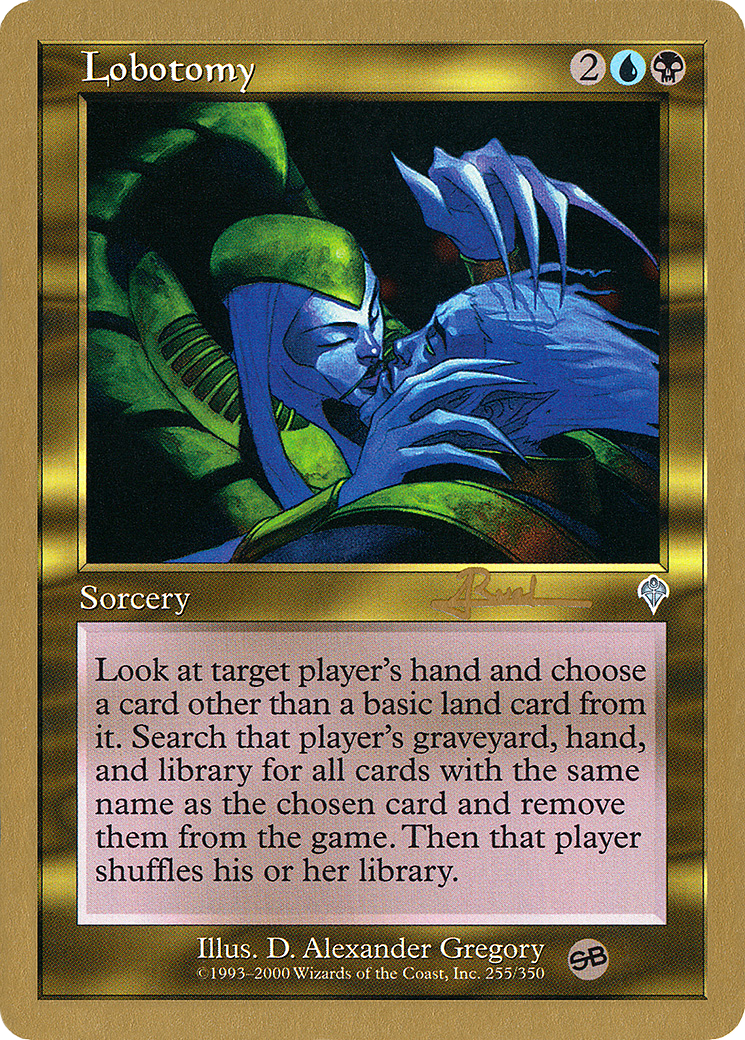 Lobotomy 2
Sorcery
Look at target player's hand and choose
a card other than a basic land card from
it. Search that player's graveyard, hand,
and library for all cards with the same
name as the chosen card and remove
them from the game. Then that player
shuffles his or her library.
Illus. D. Alexander Gregory
©1993–2000 Wizards of the Coast, Inc. 255/350
SB